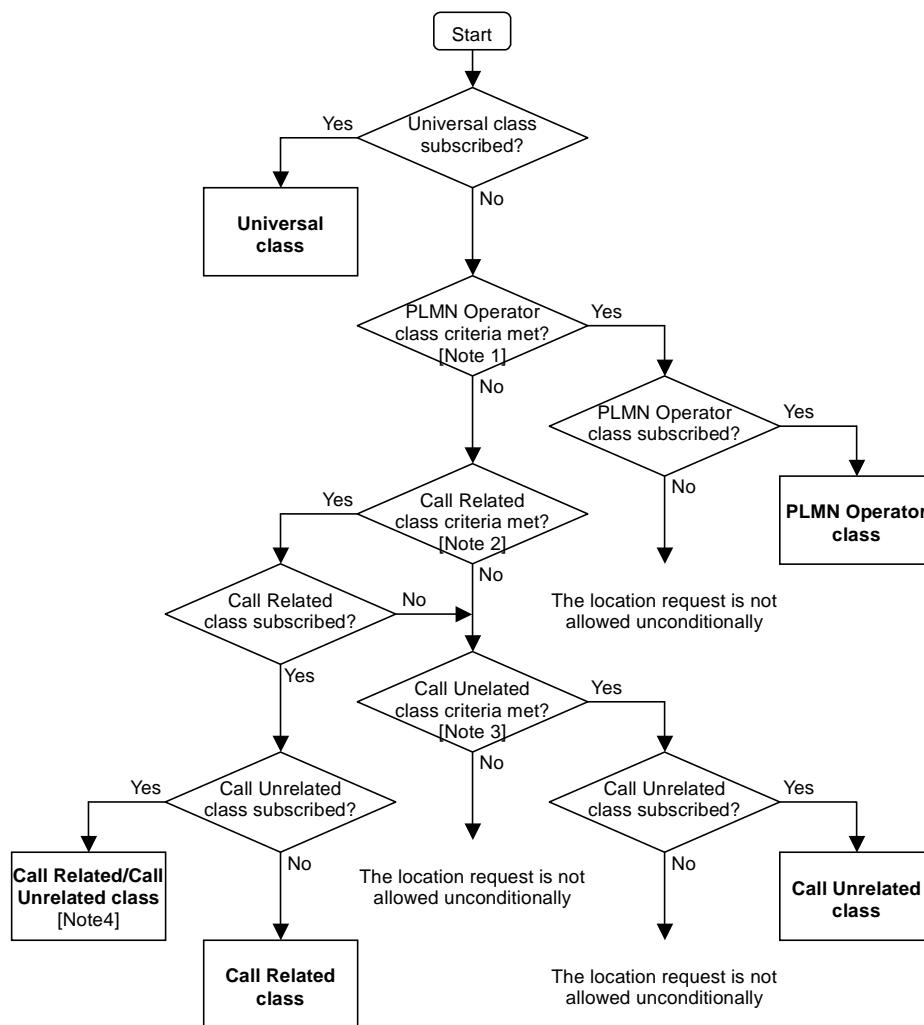 Start
Universal class
subscribed?
Yes
No
Universal
class
PLMN Operator
class criteria met?
[Note 1]
Yes
No
PLMN Operator
class subscribed?
Yes
No
PLMN Operator
class
The location request is not
allowed unconditionally
Call Related
class criteria met?
[Note 2]
Yes
No
Call Related
class subscribed?
No
Yes
Call Unelated
class criteria met?
[Note 3]
Yes
No
Call Unrelated
class subscribed?
Yes
No
Call Unrelated
class subscribed?
Yes
No
Call Related/Call
Unrelated class
[Note4]
The location request is not
allowed unconditionally
Call Unrelated
class
Call Related
class
The location request is not
allowed unconditionally